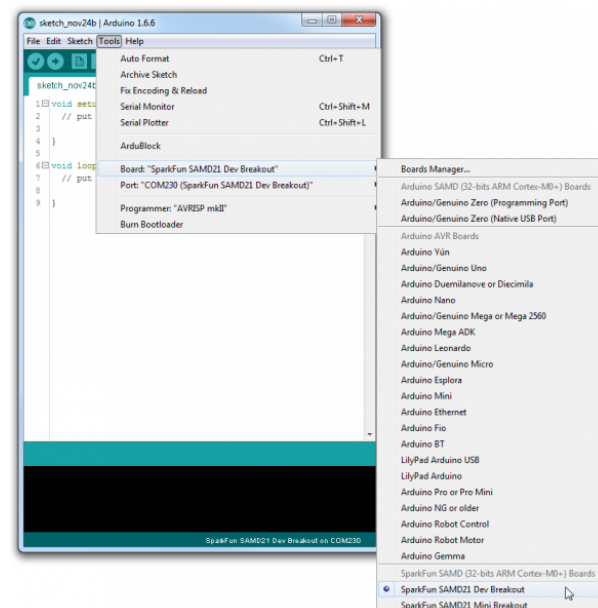 sketch_nov24b | Arduino 1.6.6
File Edit Sketch Tools Help
sketch_nov24b
1 void setu
2 // put
3
4 }
5
6 void loop
7 // put
8
9 }
Auto Format Ctrl+T
Archive Sketch
Fix Encoding & Reload
Serial Monitor Ctrl+Shift+M
Serial Plotter Ctrl+Shift+L
ArduBlock
Board: "SparkFun SAMD21 Dev Breakout"
Port: "COM230 (SparkFun SAMD21 Dev Breakout)"
Programmer: "AVRISP mkII"
Burn Bootloader
Boards Manager...
Arduino SAMD (32-bits ARM Cortex-M0+) Boards
Arduino/Genuino Zero (Programming Port)
Arduino/Genuino Zero (Native USB Port)
Arduino AVR Boards
Arduino Yún
Arduino/Genuino Uno
Arduino Duemilanove or Diecimila
Arduino Nano
Arduino/Genuino Mega or Mega 2560
Arduino Mega ADK
Arduino Leonardo
Arduino/Genuino Micro
Arduino Esplora
Arduino Mini
Arduino Ethernet
Arduino Fio
Arduino BT
LilyPad Arduino USB
LilyPad Arduino
Arduino Pro or Pro Mini
Arduino NG or older
Arduino Robot Control
Arduino Robot Motor
Arduino Gemma
SparkFun SAMD (32-bits ARM Cortex-M0+) Boards
SparkFun SAMD21 Dev Breakout
SparkFun SAMD21 Mini Breakout
SparkFun SAMD21 Dev Breakout on COM230